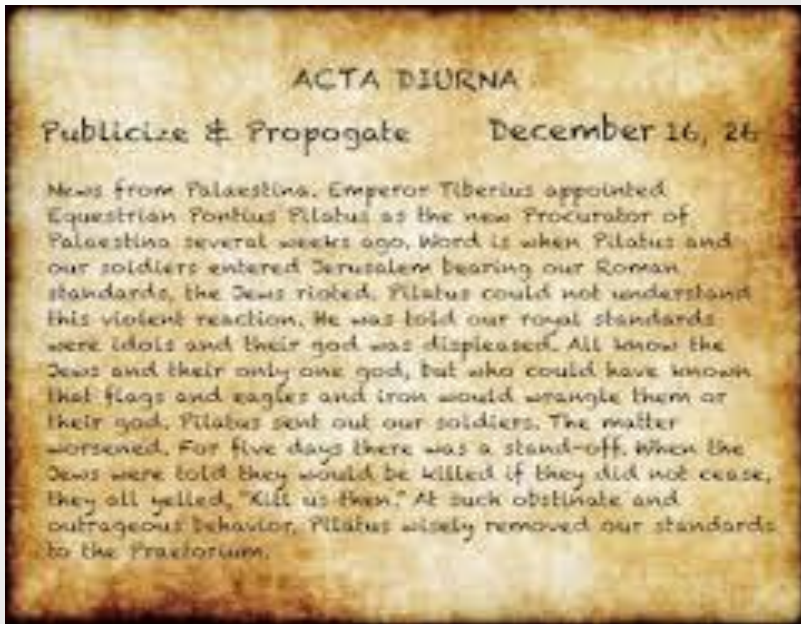 ACTA DIURNA
Publicize & Propogate December 16, 26
News from Palaestina. Emperor Tiberius appointed
Equestrian Pontius Pilatus as the new Procurator of
Palaestina several weeks ago. Word is when Pilatus and
our soldiers entered Jerusalem bearing our Roman
standards, the Jews rioted. Pilatus could not understand
this violent reaction. He was told our royal standards
were idols and their god was displeased. All know the
Jews and their only one god, but who could have known
that flags and eagles and iron would wrangle them or
their god. Pilatus sent out our soldiers. The matter
worsened. For five days there was a stand-off. When the
Jews were told they would be killed if they did not cease,
they all yelled, "Kill us then." At such obstinate and
outrageous behavior, Pilatus wisely removed our standards
to the Praetorium.